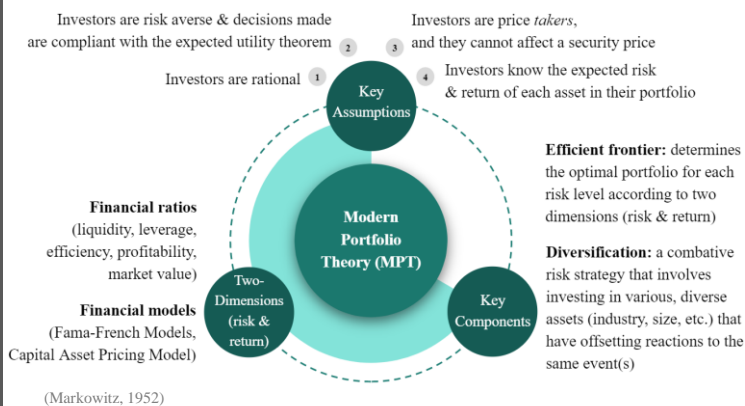 Investors are risk averse & decisions made
are compliant with the expected utility theorem
2
Investors are rational
1
3
Investors are price takers,
and they cannot affect a security price
4
Investors know the expected risk
& return of each asset in their portfolio
Key
Assumptions
Modern
Portfolio
Theory (MPT)
Financial ratios
(liquidity, leverage,
efficiency, profitability,
market value)
Financial models
(Fama-French Models,
Capital Asset Pricing Model)
Two-
Dimensions
(risk &
return)
Key
Components
Efficient frontier: determines
the optimal portfolio for each
risk level according to two
dimensions (risk & return)
Diversification: a combative
risk strategy that involves
investing in various, diverse
assets (industry, size, etc.) that
have offsetting reactions to the
same event(s)
(Markowitz, 1952)